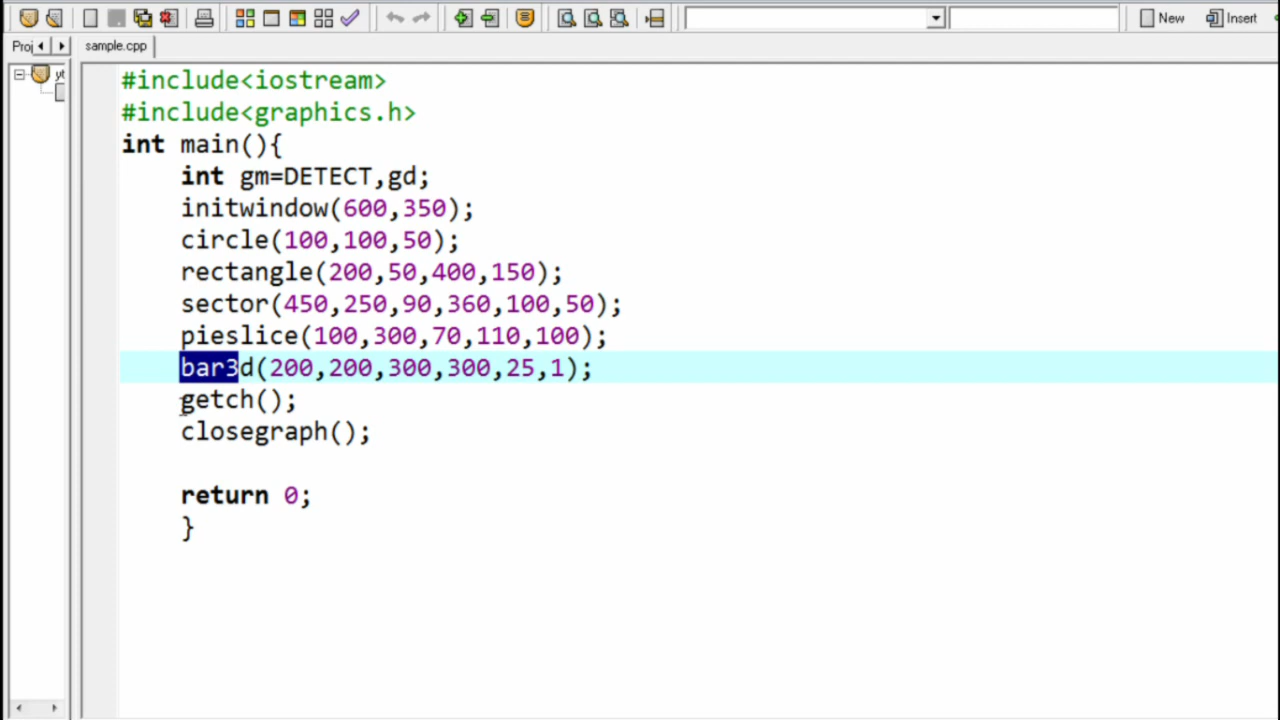 New Insert
Proj sample.cpp
yt
#include<iostream>
#include<graphics.h>
int main(){
int gm=DETECT,gd;
initwindow(600,350);
circle(100,100,50);
rectangle(200,50,400,150);
sector(450,250,90,360,100,50);
pieslice(100,300,70,110,100);
bar3d(200,200,300,300,25,1);
getch();
closegraph();
return 0;
}